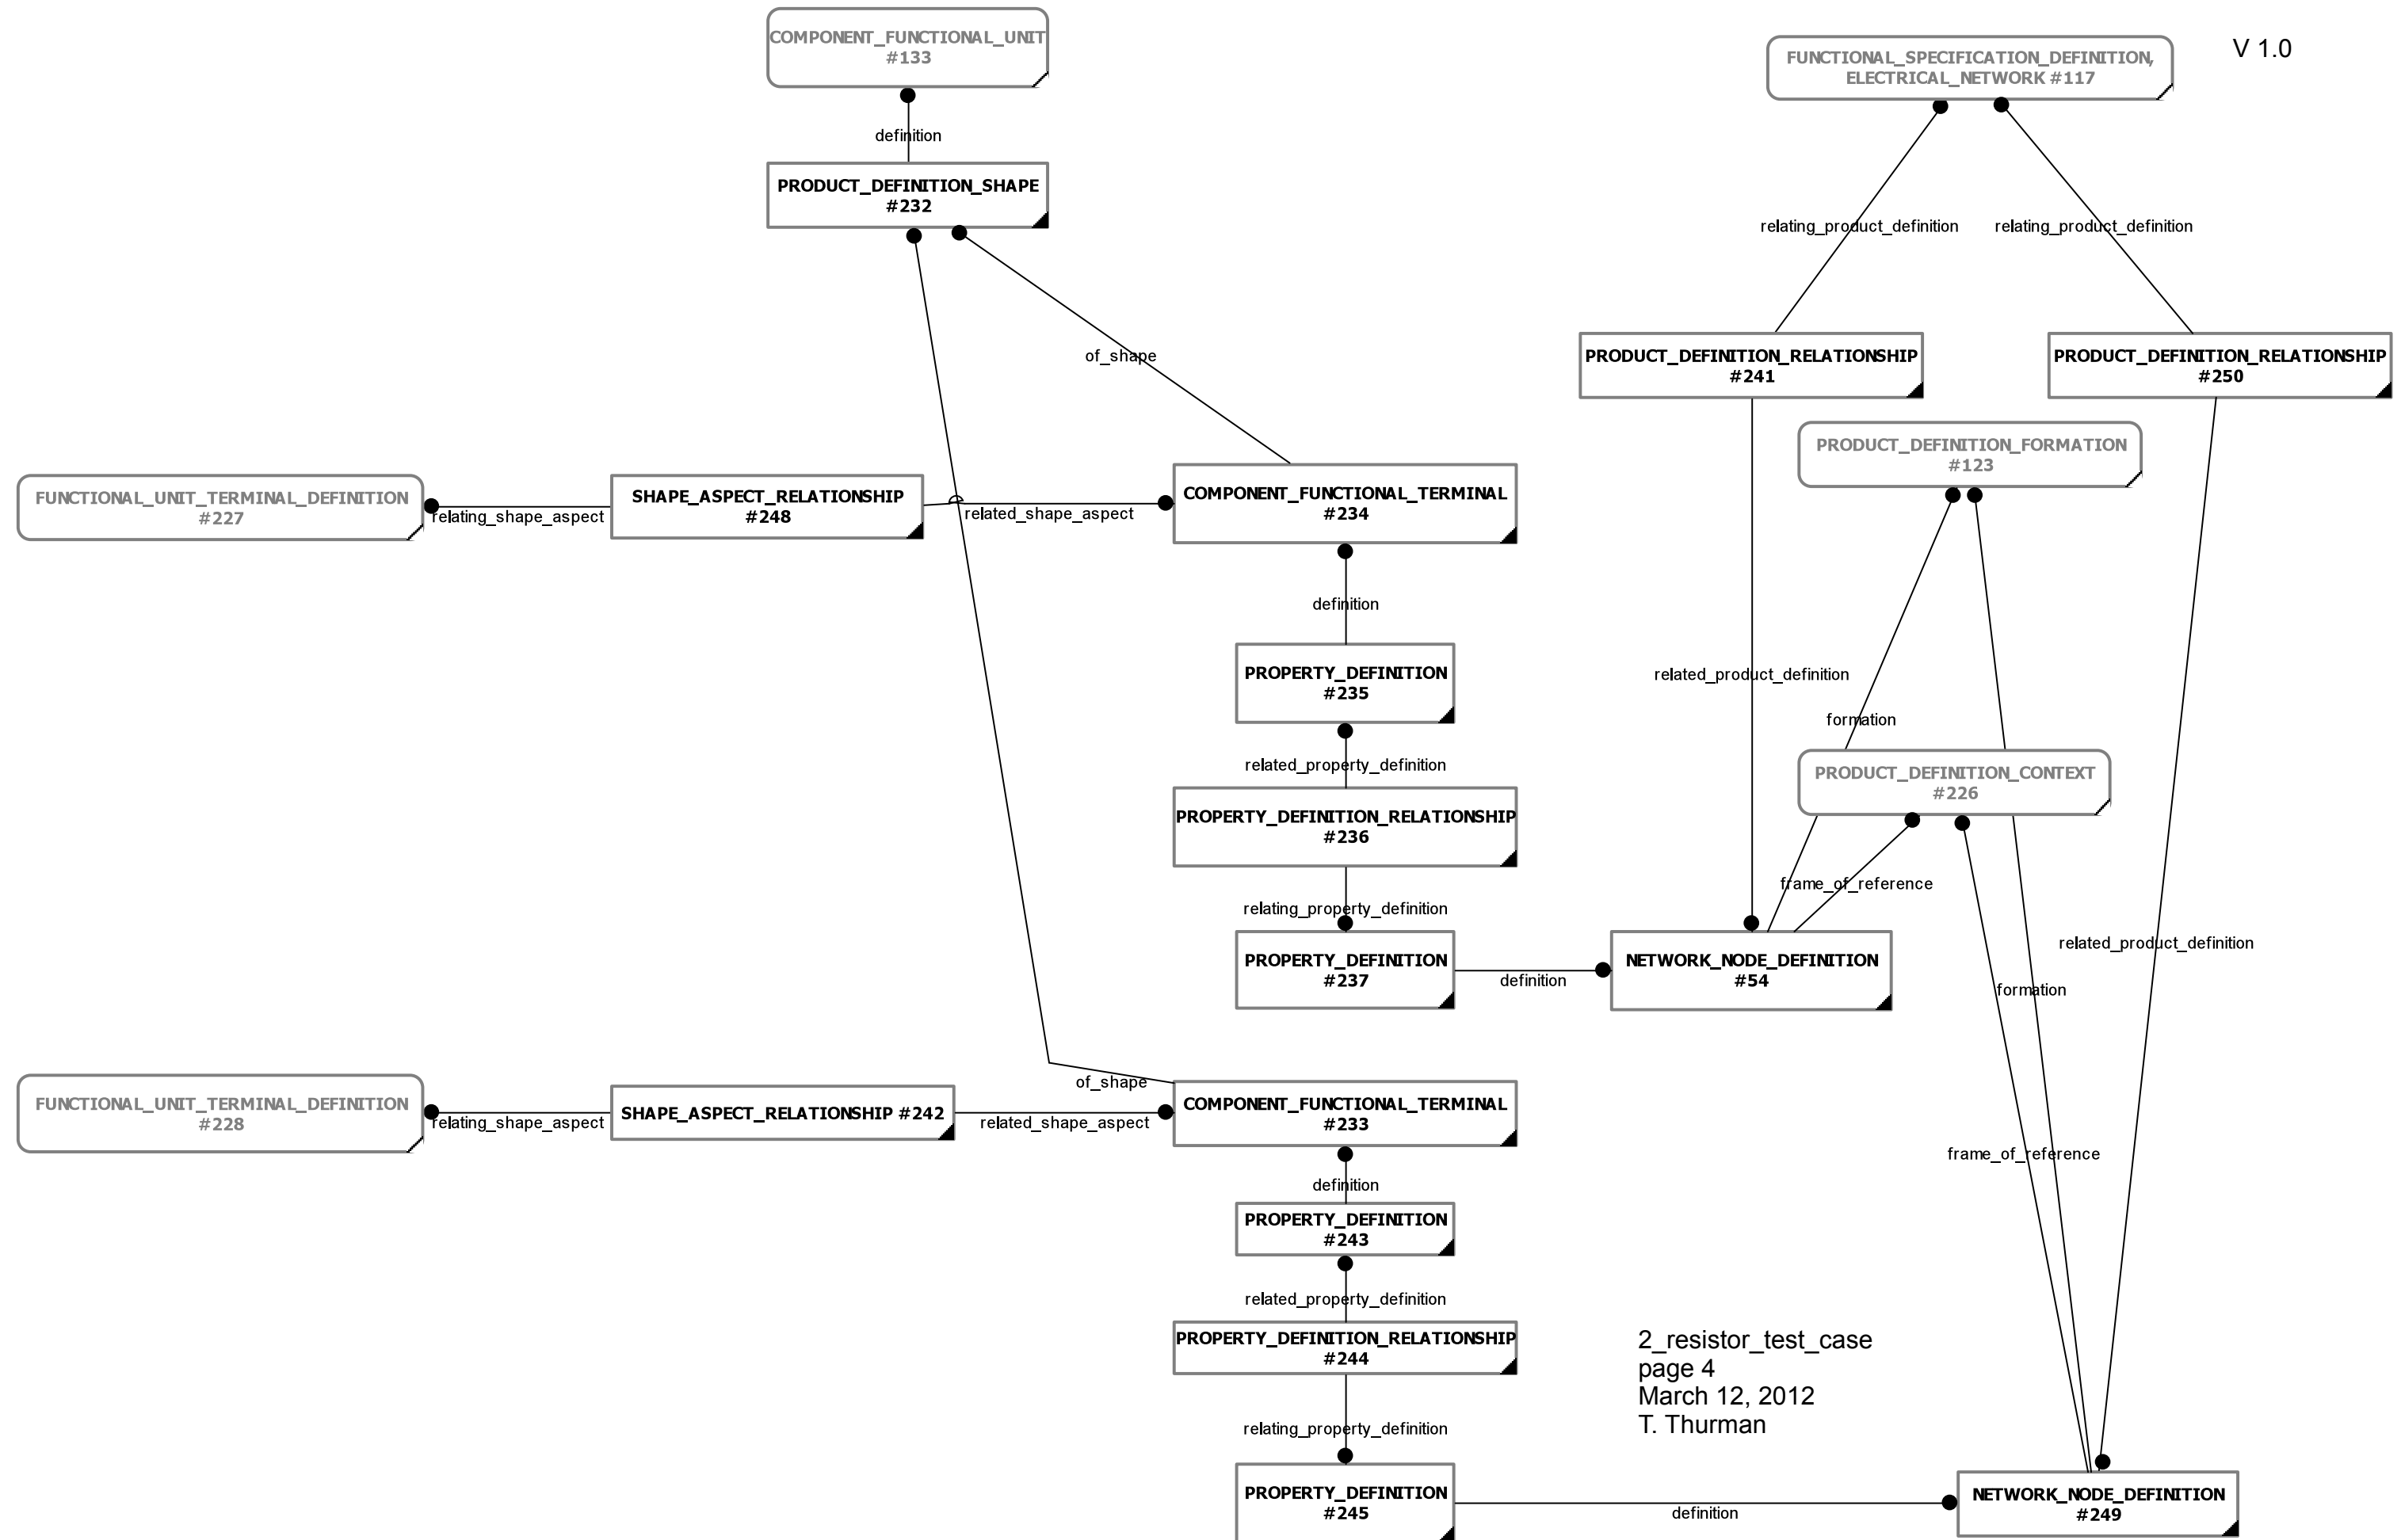 COMPONENT_FUNCTIONAL_UNIT
#133
FUNCTIONAL_SPECIFICATION_DEFINITION,
ELECTRICAL_NETWORK #117
V 1.0
definition
PRODUCT_DEFINITION_SHAPE
#232
relating_product_definition
relating_product_definition
of_shape
PRODUCT_DEFINITION_RELATIONSHIP
#241
PRODUCT_DEFINITION_RELATIONSHIP
#250
PRODUCT_DEFINITION_FORMATION
#123
FUNCTIONAL_UNIT_TERMINAL_DEFINITION
#227
relating_shape_aspect
SHAPE_ASPECT_RELATIONSHIP
#248
related_shape_aspect
COMPONENT_FUNCTIONAL_TERMINAL
#234
definition
PROPERTY_DEFINITION
#235
related_product_definition
formation
related_property_definition
PRODUCT_DEFINITION_CONTEXT
#226
PROPERTY_DEFINITION_RELATIONSHIP
#236
frame_of_reference
relating_property_definition
related_product_definition
PROPERTY_DEFINITION
#237
definition
NETWORK_NODE_DEFINITION
#54
formation
of_shape
FUNCTIONAL_UNIT_TERMINAL_DEFINITION
#228
relating_shape_aspect
SHAPE_ASPECT_RELATIONSHIP #242
related_shape_aspect
COMPONENT_FUNCTIONAL_TERMINAL
#233
frame_of_reference
definition
PROPERTY_DEFINITION
#243
related_property_definition
PROPERTY_DEFINITION_RELATIONSHIP
#244
2_resistor_test_case
page 4
March 12, 2012
T. Thurman
relating_property_definition
PROPERTY_DEFINITION
#245
definition
NETWORK_NODE_DEFINITION
#249